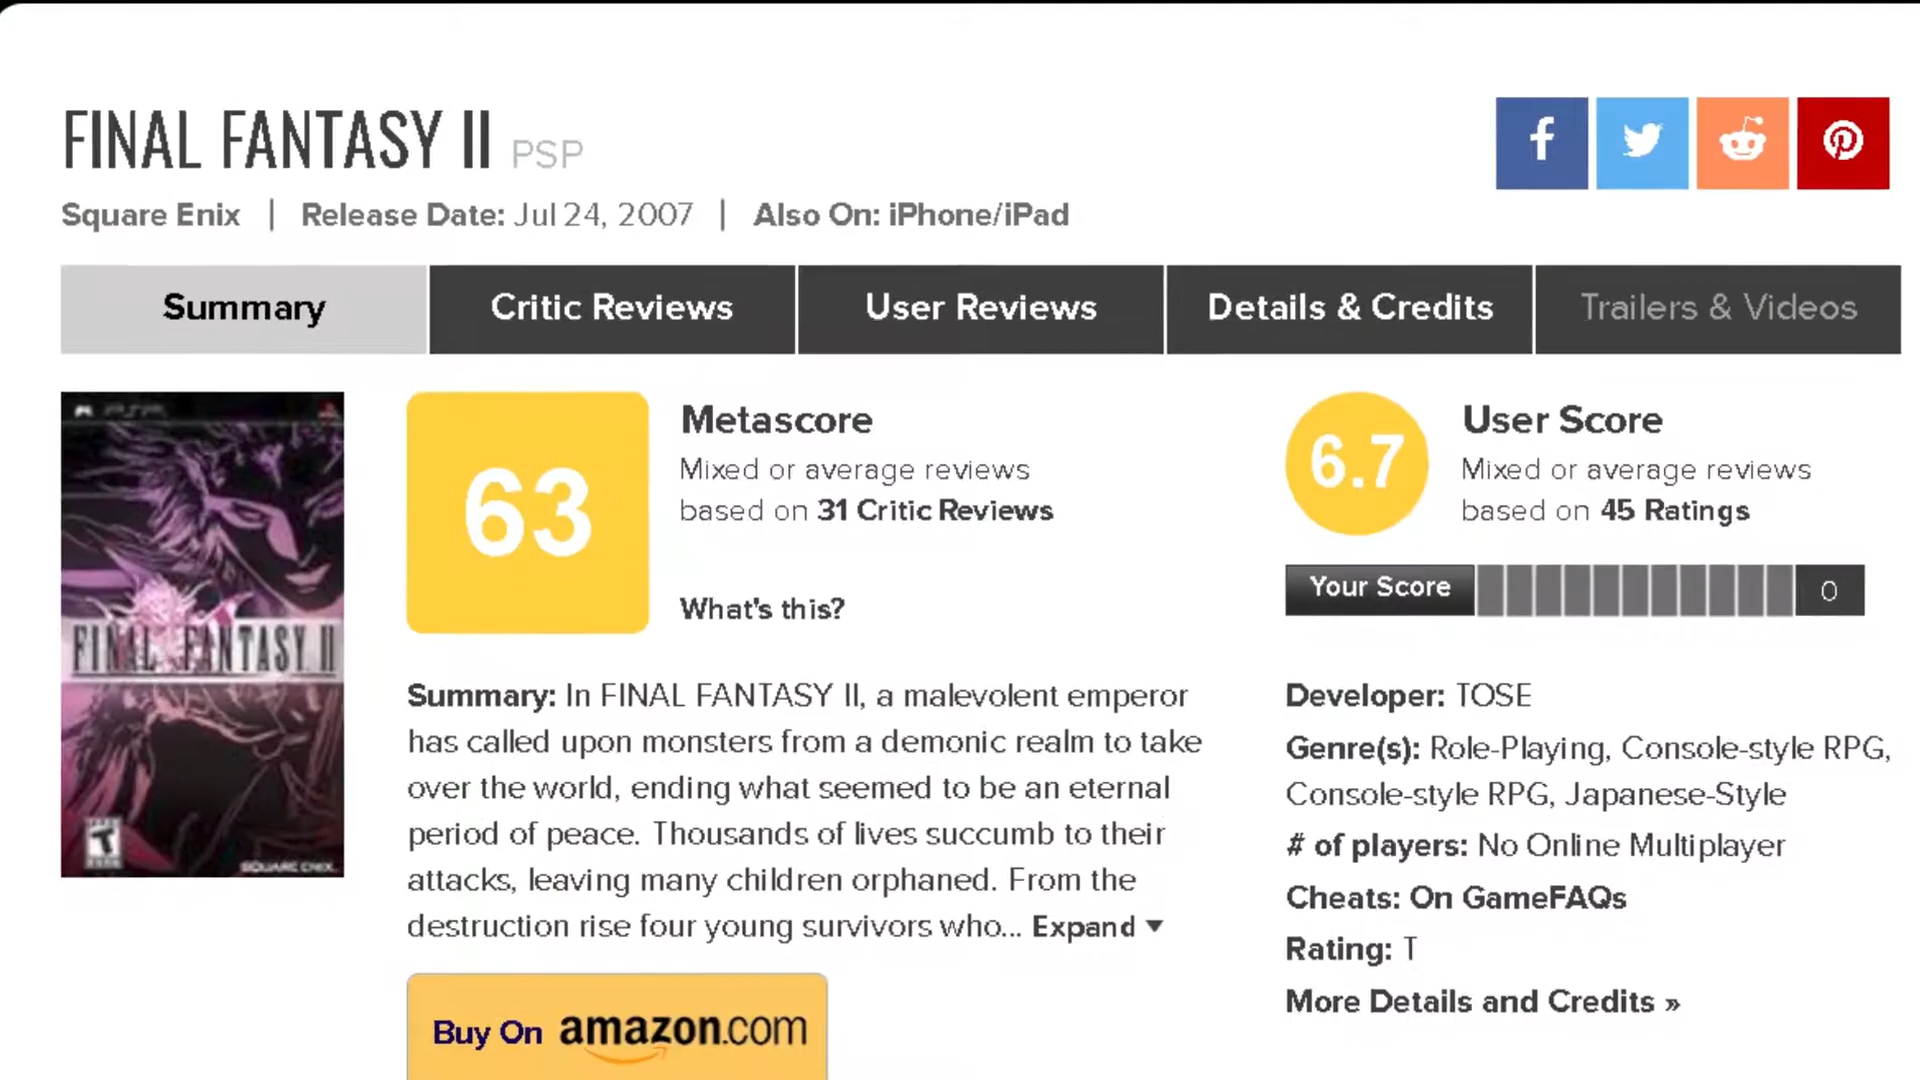 FINAL FANTASY II PSP
Square Enix | Release Date: Jul 24, 2007 | Also On: iPhone/iPad
Summary
Critic Reviews
User Reviews
Details & Credits
Trailers & Videos
PSP
FINAL FANTASY II
T
SQUARE ENIX
63
Metascore
Mixed or average reviews
based on 31 Critic Reviews
What's this?
6.7
User Score
Mixed or average reviews
based on 45 Ratings
Your Score
0
Summary: In FINAL FANTASY II, a malevolent emperor
has called upon monsters from a demonic realm to take
over the world, ending what seemed to be an eternal
period of peace. Thousands of lives succumb to their
attacks, leaving many children orphaned. From the
destruction rise four young survivors who... Expand
Buy On amazon.com
Developer: TOSE
Genre(s): Role-Playing, Console-style RPG,
Console-style RPG, Japanese-Style
# of players: No Online Multiplayer
Cheats: On GameFAQs
Rating: T
More Details and Credits »